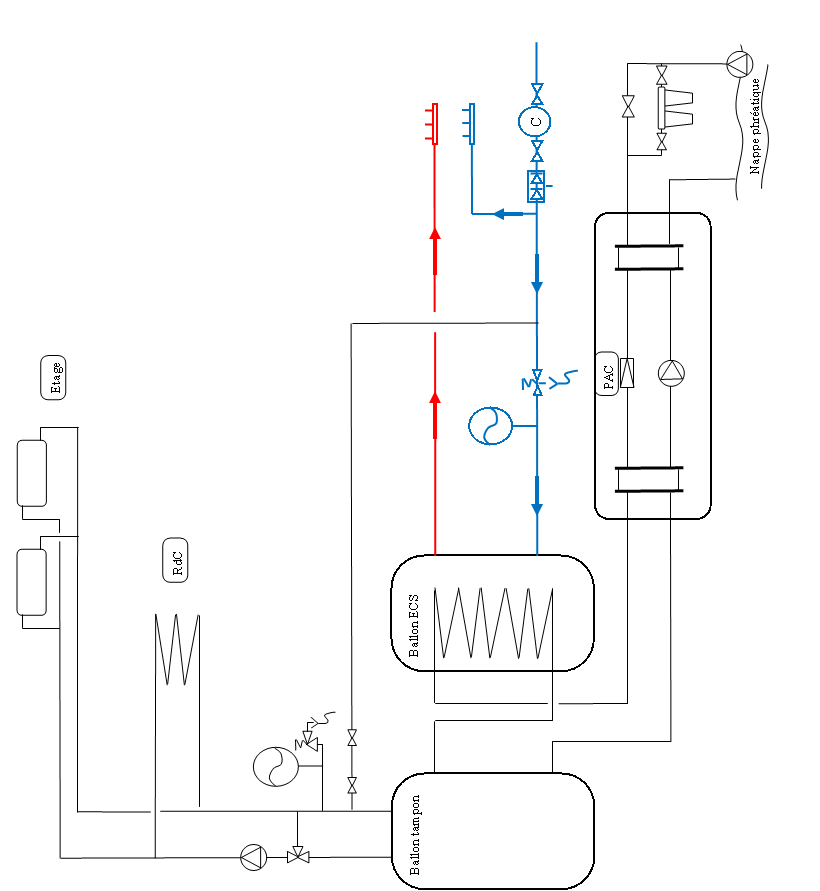 Etage
RdC
Ballon tampon
Ballon ECS
C
PAC
Nappe phréatique